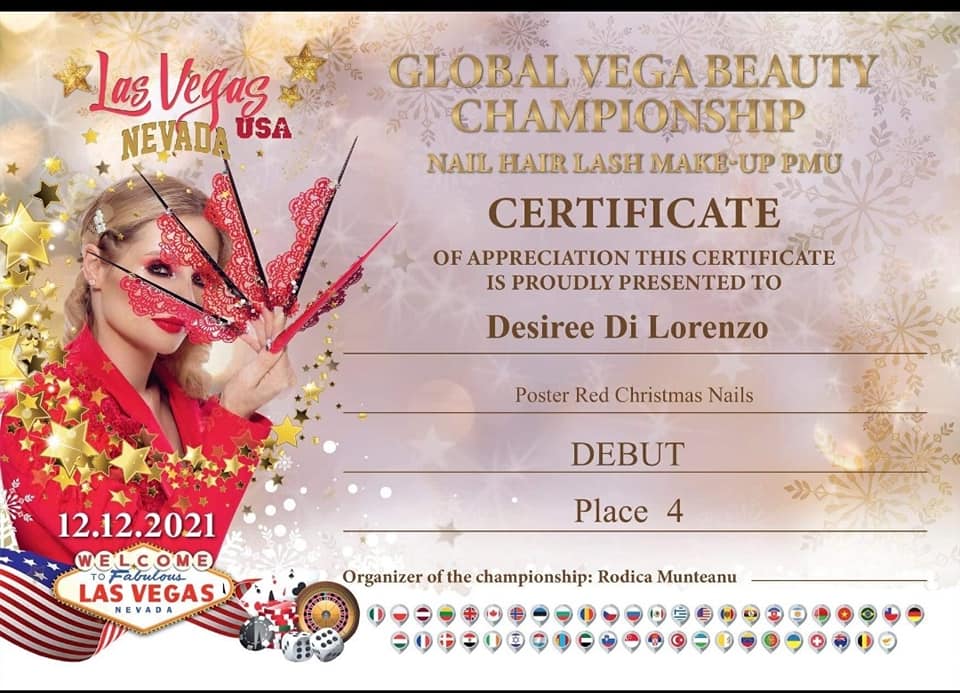 Las Vegas
NEVADA USA
GLOBAL VEGA BEAUTY
CHAMPIONSHIP
NAIL HAIR LASH MAKE-UP PMU
CERTIFICATE
OF APPRECIATION THIS CERTIFICATE
IS PROUDLY PRESENTED TO
Desiree Di Lorenzo
Poster Red Christmas Nails
DEBUT
Place 4
12.12.2021
WELCOME
TO Fabulous
LAS VEGAS
NEVADA
Organizer of the championship: Rodica Munteanu